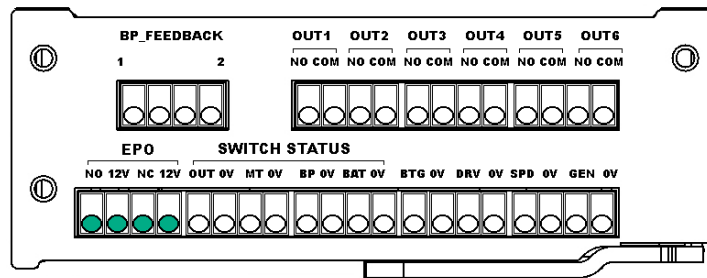 BP_FEEDBACK OUT1 OUT2 OUT3 OUT4 OUT5 OUT6
1 2 NO COM NO COM NO COM NO COM NO COM NO COM
EPO SWITCH STATUS
NO 12V NC 12V OUT 0V MT 0V BP 0V BAT 0V BTG 0V DRV 0V SPD 0V GEN 0V